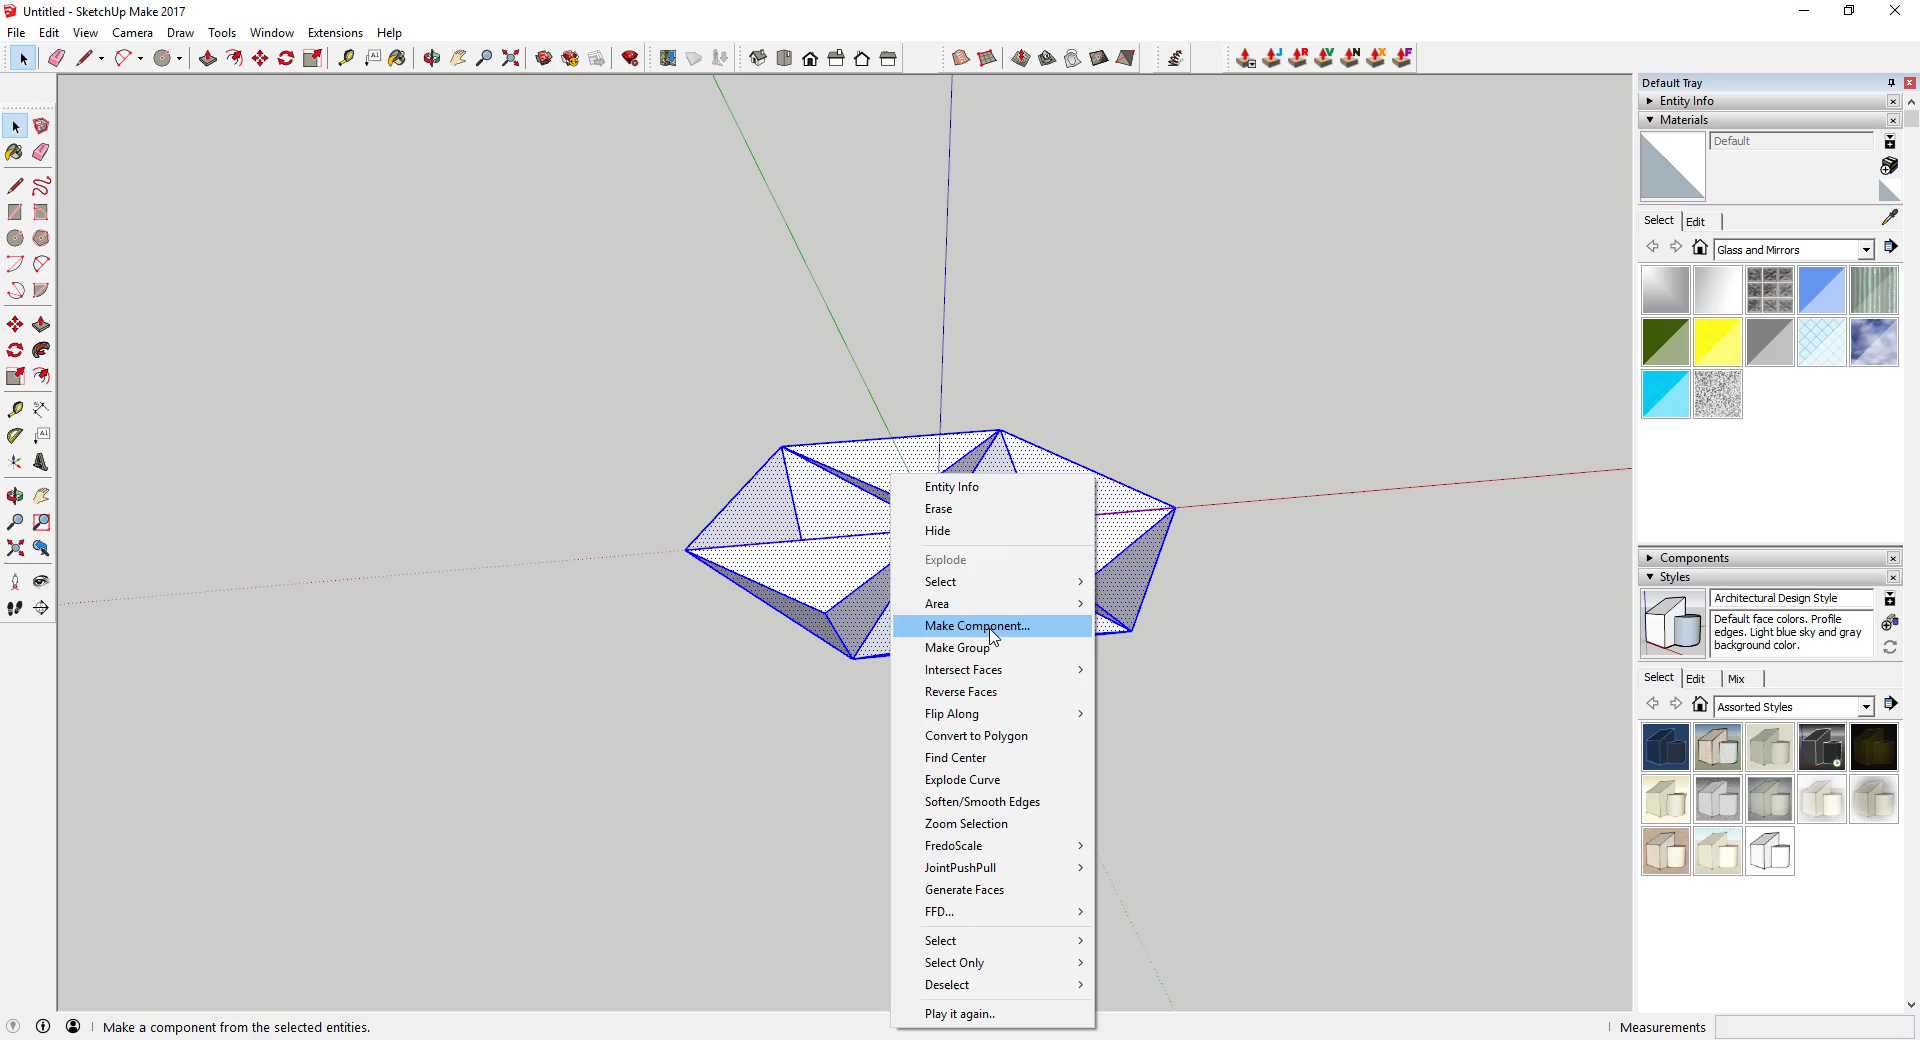 Untitled - SketchUp Make 2017
File Edit View Camera Draw Tools Window Extensions Help
A1
J R V N X F
Default Tray
Entity Info
Materials
Default
Select Edit
Glass and Mirrors
A1
Entity Info
Erase
Hide
Explode
Select
Area
Make Component...
Make Group
Intersect Faces
Reverse Faces
Flip Along
Convert to Polygon
Find Center
Explode Curve
Soften/Smooth Edges
Zoom Selection
FredoScale
JointPushPull
Generate Faces
FFD...
Select
Select Only
Deselect
Play it again..
Components
Styles
Architectural Design Style
Default face colors. Profile
edges. Light blue sky and gray
background color.
Select Edit Mix
Assorted Styles
Make a component from the selected entities.
Measurements